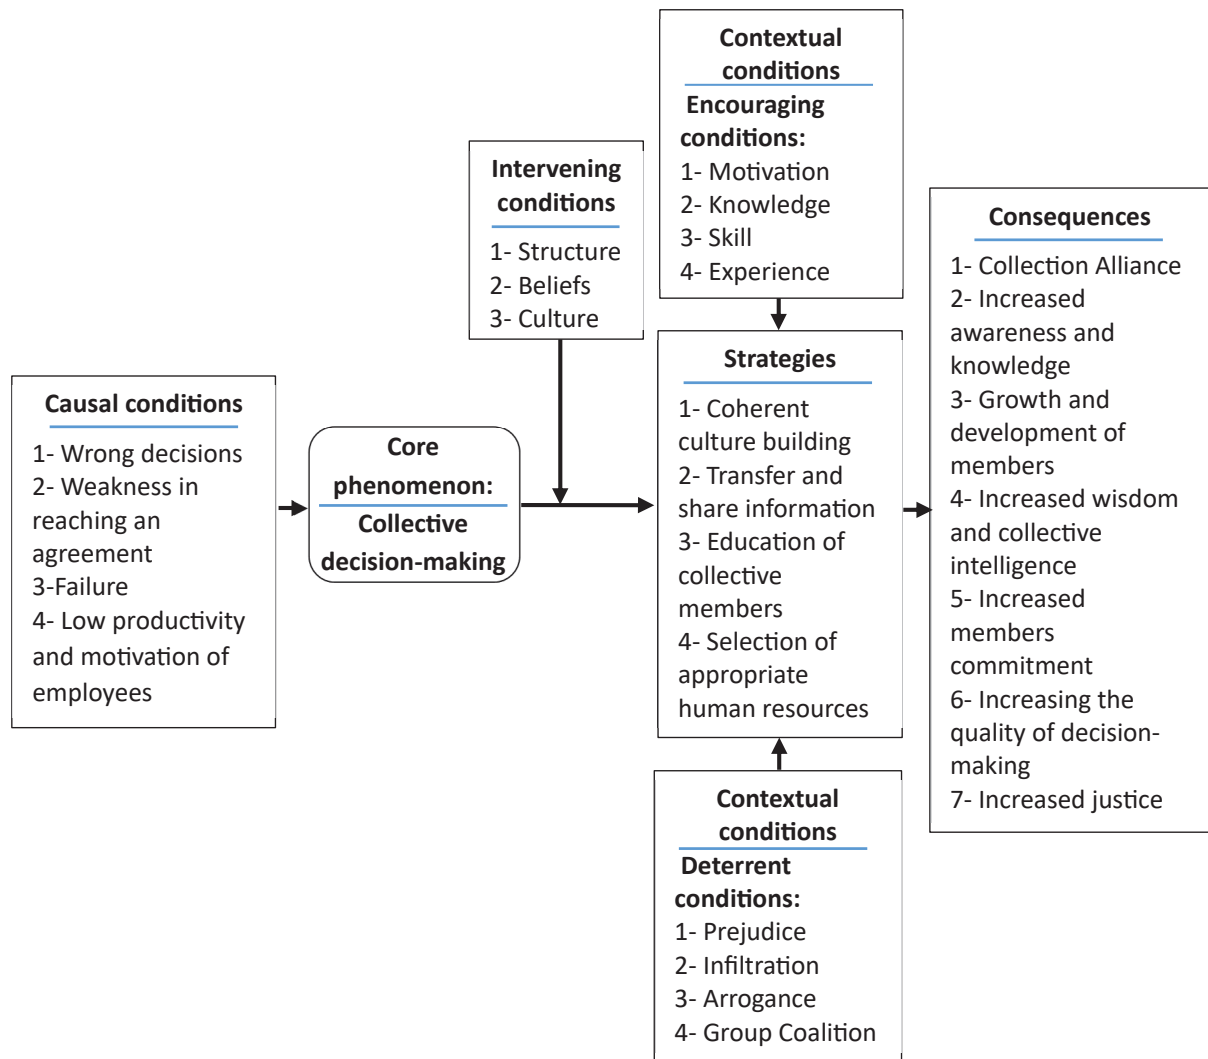 Causal conditions
1- Wrong decisions
2- Weakness in
reaching an
agreement
3-Failure
4- Low productivity
and motivation of
employees
Core
phenomenon:
Collective
decision-making
Intervening
conditions
1- Structure
2- Beliefs
3- Culture
Contextual
conditions
Encouraging
conditions:
1- Motivation
2- Knowledge
3- Skill
4- Experience
Strategies
1- Coherent
culture building
2- Transfer and
share information
3- Education of
collective
members
4- Selection of
appropriate
human resources
Contextual
conditions
Deterrent
conditions:
1- Prejudice
2- Infiltration
3- Arrogance
4- Group Coalition
Consequences
1- Collection Alliance
2- Increased
awareness and
knowledge
3- Growth and
development of
members
4- Increased wisdom
and collective
intelligence
5- Increased
members
commitment
6- Increasing the
quality of decision-
making
7- Increased justice